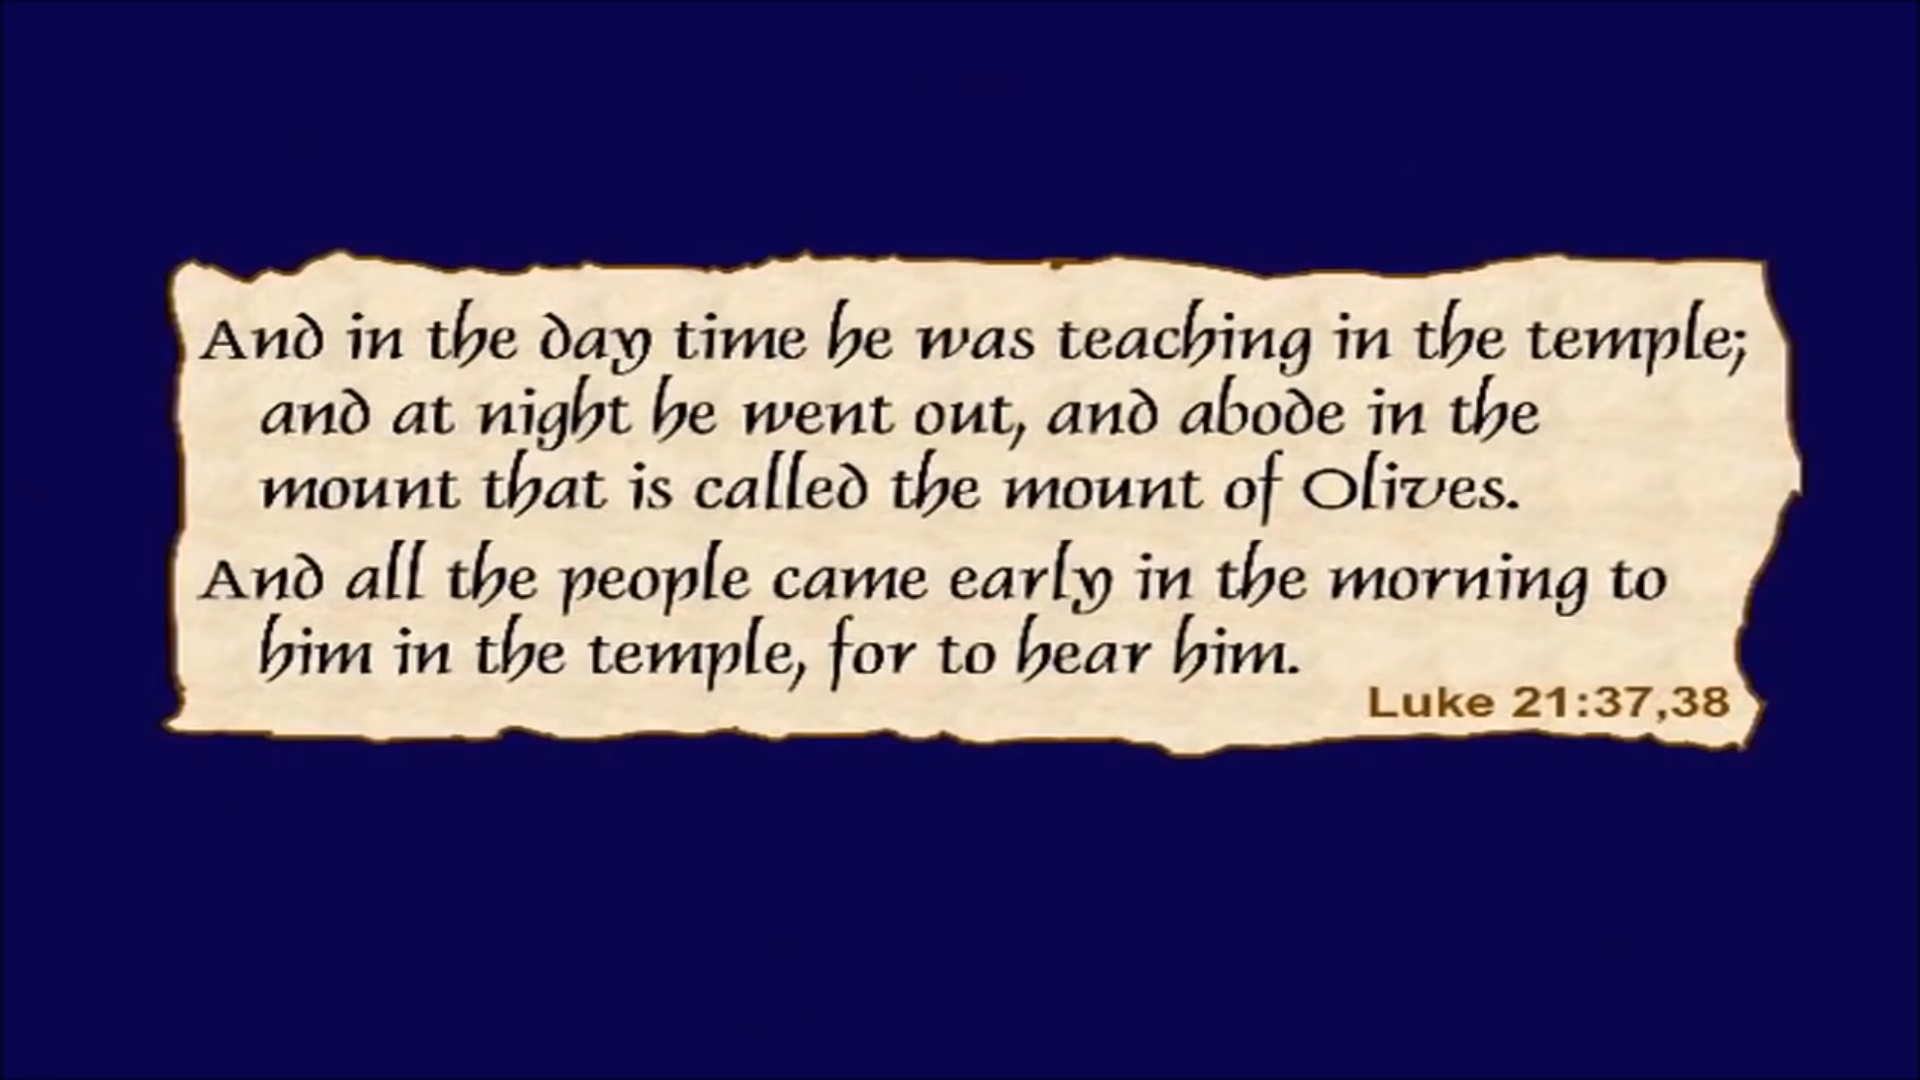 And in the day time he was teaching in the temple;
and at night he went out, and abode in the
mount that is called the mount of Olives.
And all the people came early in the morning to
him in the temple, for to hear him.
Luke 21:37,38